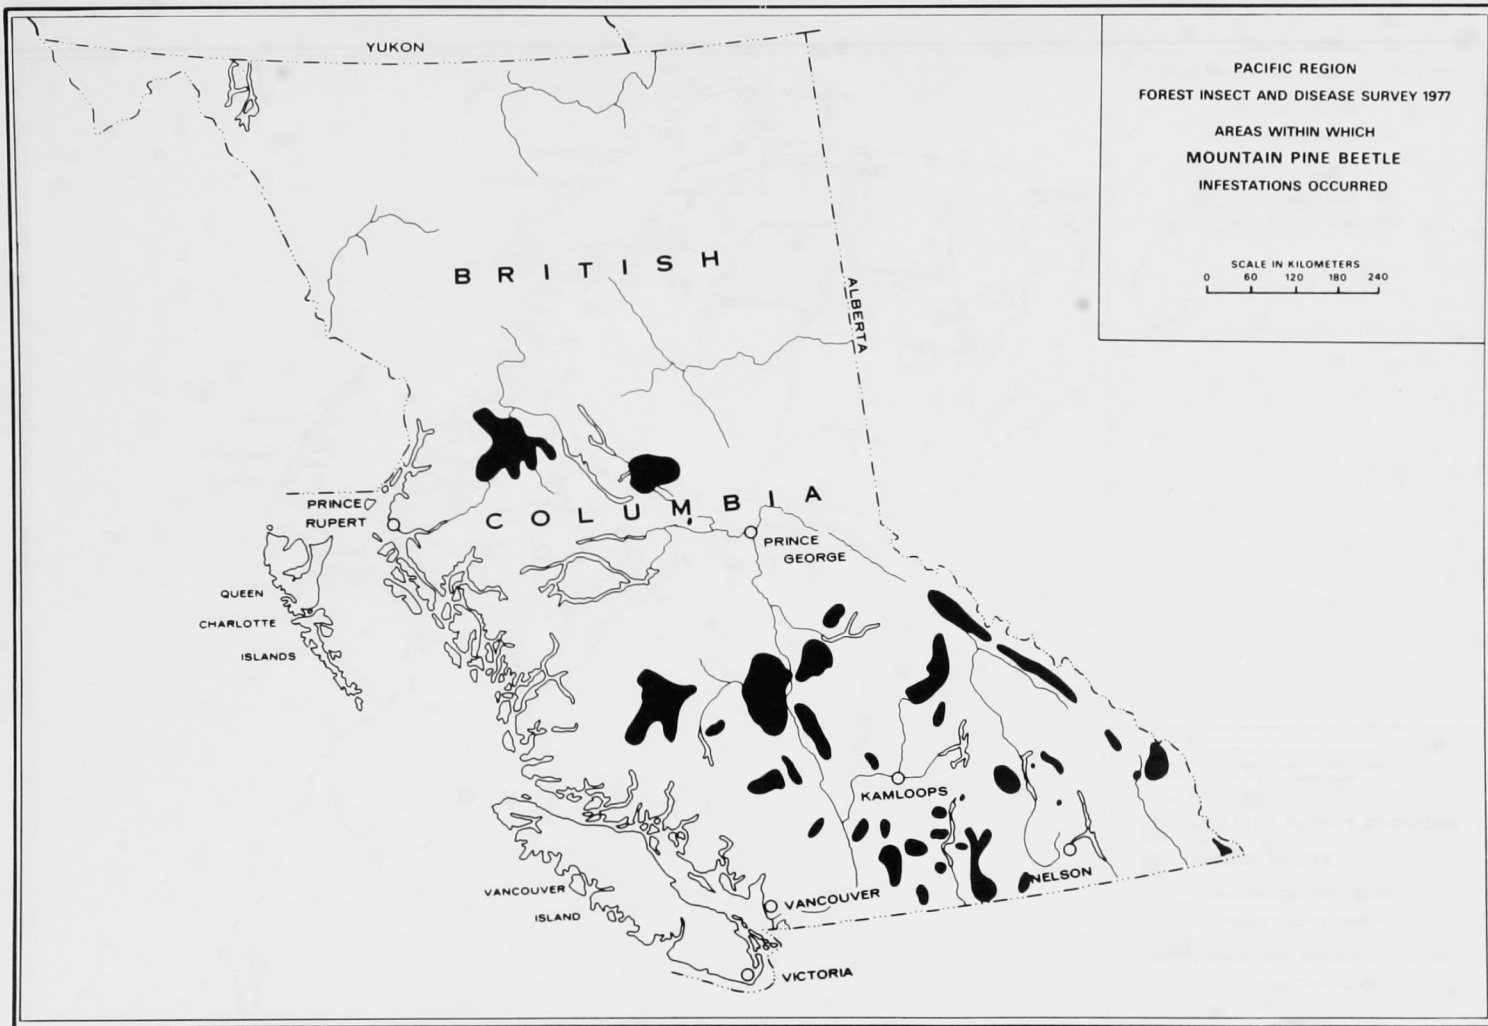 YUKON
PACIFIC REGION
FOREST INSECT AND DISEASE SURVEY 1977
AREAS WITHIN WHICH
MOUNTAIN PINE BEETLE
INFESTATIONS OCCURRED
SCALE IN KILOMETERS
0 60 120 180 240
BRITISH
ALBERTA
COLUMBIA
PRINCE
RUPERT
PRINCE
GEORGE
QUEEN
CHARLOTTE
ISLANDS
KAMLOOPS
NELSON
VANCOUVER
ISLAND
VANCOUVER
VICTORIA